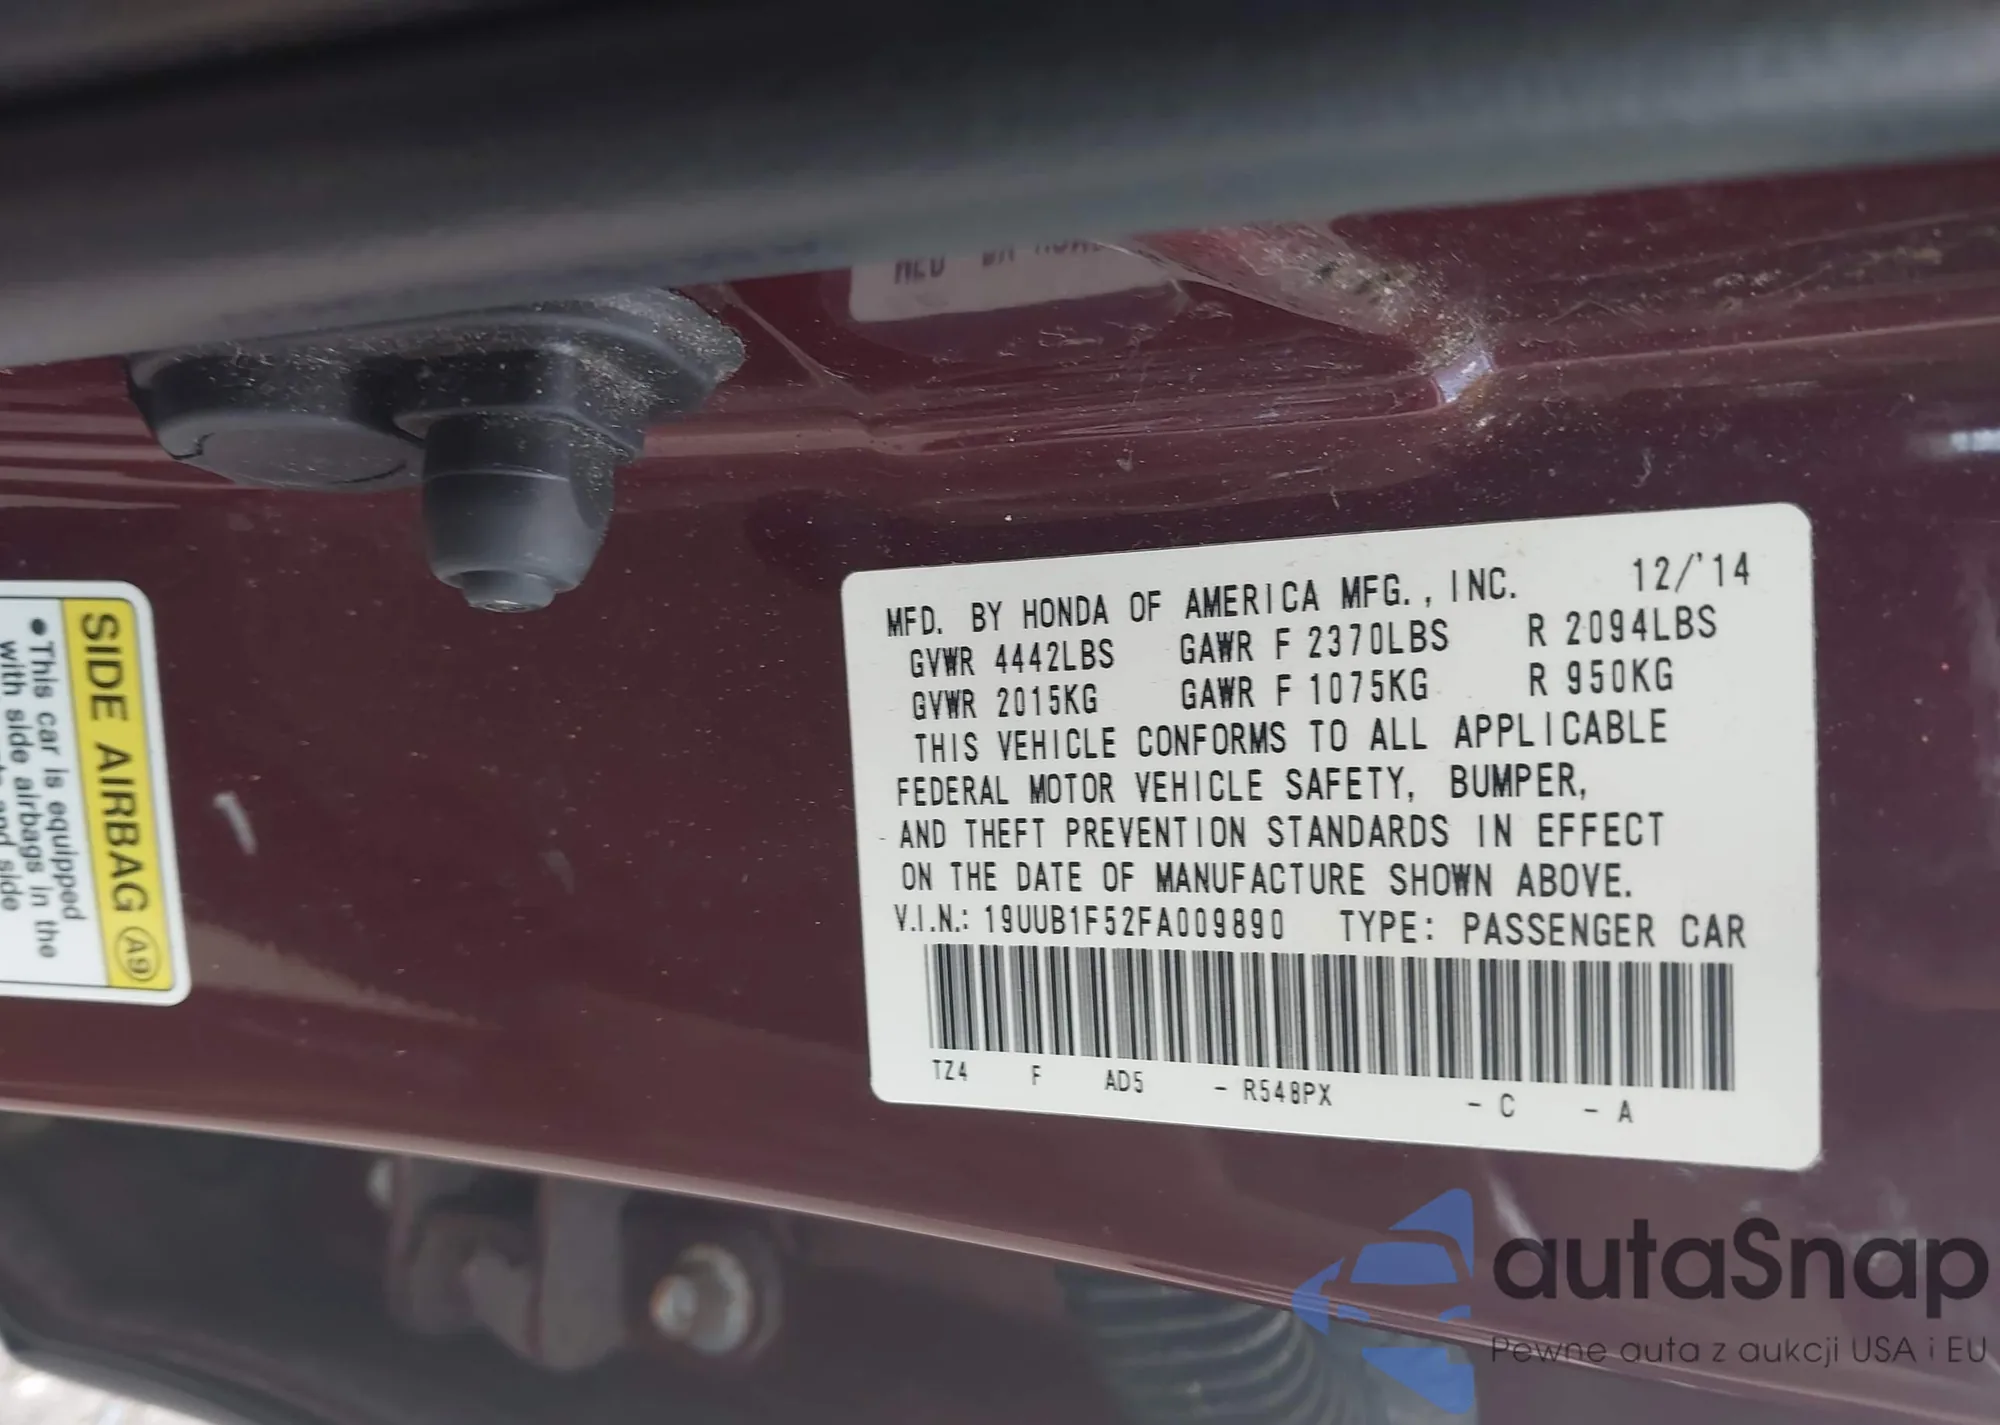 MFD. BY HONDA OF AMERICA MFG., INC. 12/'14
GVWR 4442LBS GAWR F 2370LBS R 2094LBS
GVWR 2015KG GAWR F 1075KG R 950KG
THIS VEHICLE CONFORMS TO ALL APPLICABLE
FEDERAL MOTOR VEHICLE SAFETY, BUMPER,
AND THEFT PREVENTION STANDARDS IN EFFECT
ON THE DATE OF MANUFACTURE SHOWN ABOVE.
V.I.N.: 19UUB1F52FA009890 TYPE: PASSENGER CAR
TZ4 F AD5 - R548PX - C - A
SIDE AIRBAG A9
•This car is equipped
with side airbags in the
and side
autaSnap
Pewne auta z aukcji USA i EU